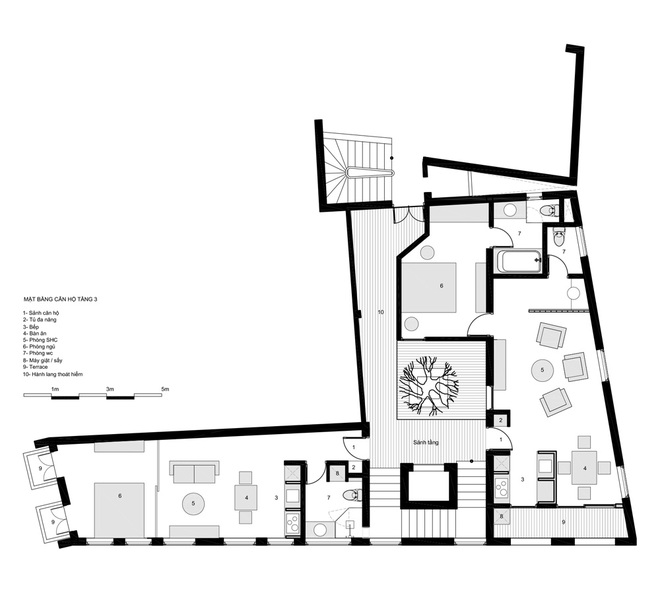 MẶT BẰNG CĂN HỘ TẦNG 3
1- Sảnh căn hộ
2- Tủ đa năng
3- Bếp
4- Bàn ăn
5- Phòng SHC
6- Phòng ngủ
7- Phòng wc
8- Máy giặt / sấy
9- Terrace
10- Hành lang thoát hiểm
1m 3m 5m
7
7
6
10
5
2
Sảnh tầng
1
1
9
2
8
6
5
4
3
7
3
4
8
9
9